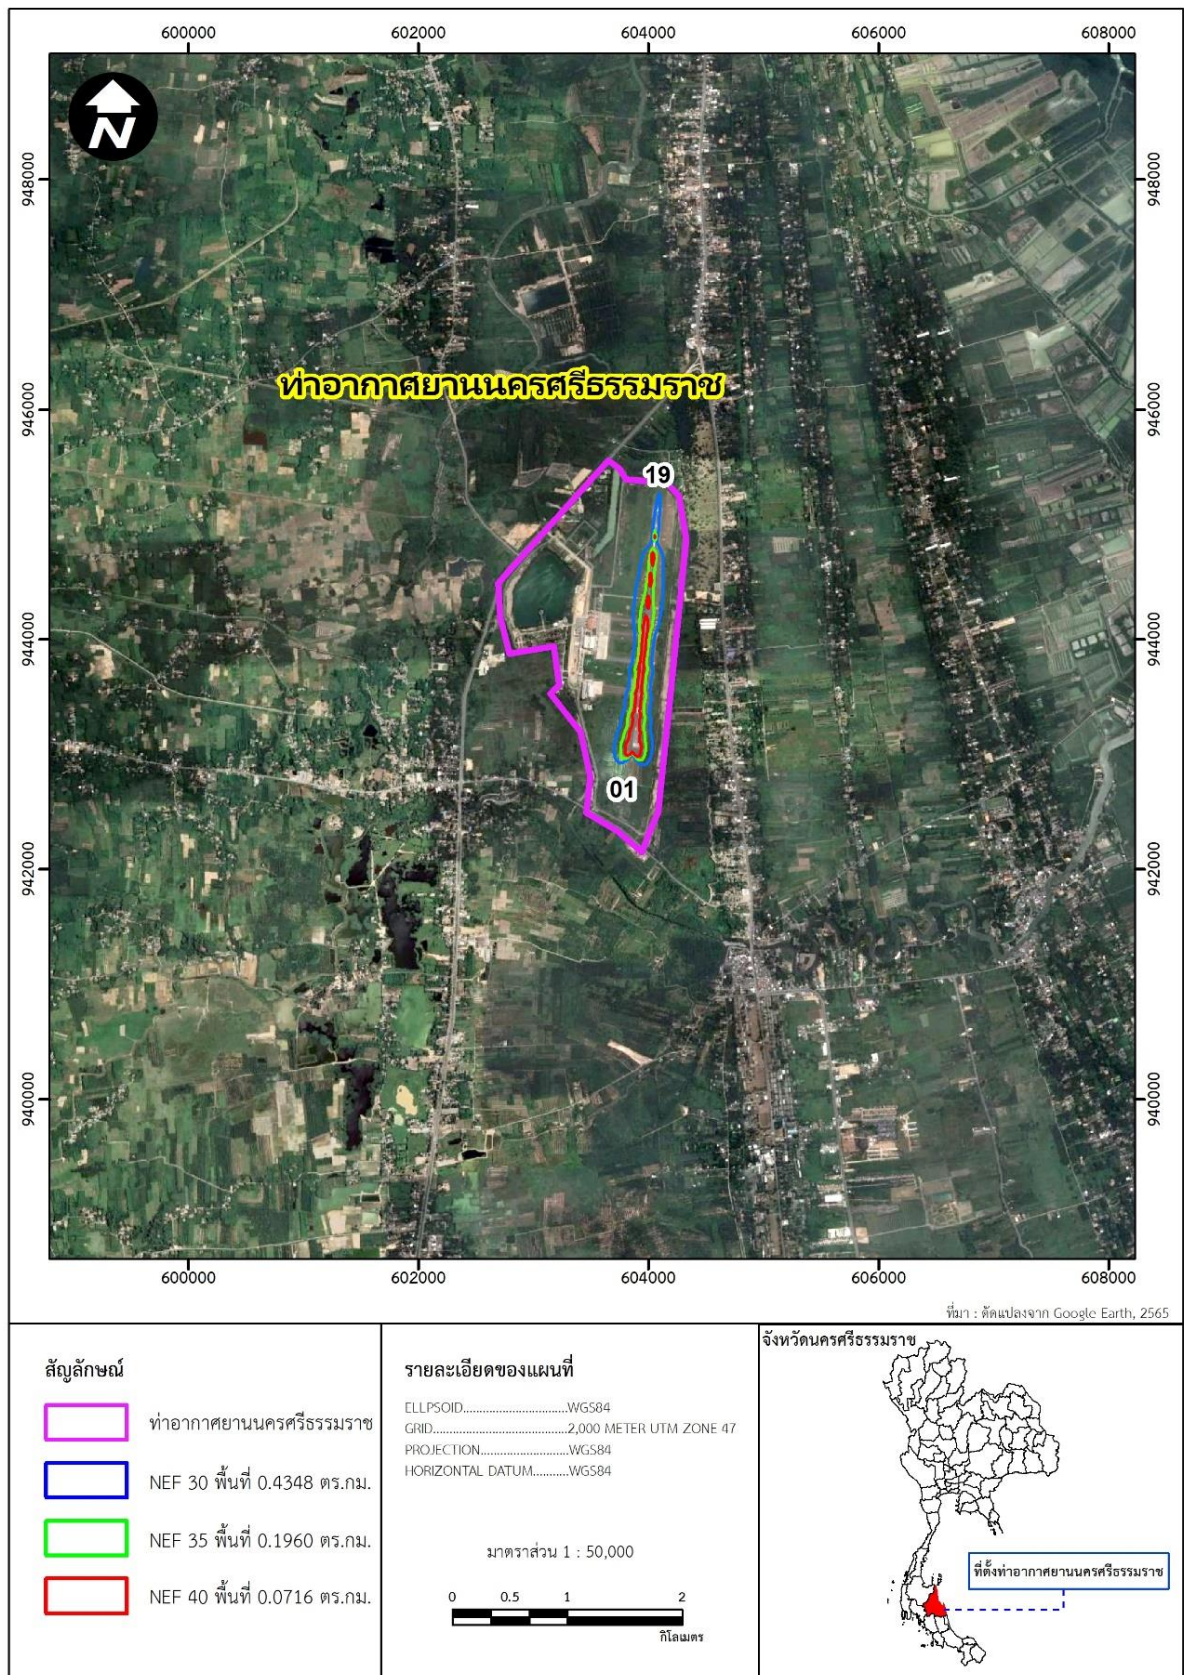 600000 602000 604000 606000 608000
N
948000 948000
ท่าอากาศยานนครศรีธรรมราช
946000 946000
19
944000 944000
01
942000 942000
940000 940000
600000 602000 604000 606000 608000
ที่มา : ดัดแปลงจาก Google Earth, 2565
สัญลักษณ์
ท่าอากาศยานนครศรีธรรมราช
NEF 30 พื้นที่ 0.4348 ตร.กม.
NEF 35 พื้นที่ 0.1960 ตร.กม.
NEF 40 พื้นที่ 0.0716 ตร.กม.
รายละเอียดของแผนที่
ELLPSOID..............................WGS84
GRID.......................................2,000 METER UTM ZONE 47
PROJECTION.........................WGS84
HORIZONTAL DATUM..........WGS84
มาตราส่วน 1 : 50,000
0 0.5 1 2
กิโลเมตร
จังหวัดนครศรีธรรมราช
ที่ตั้งท่าอากาศยานนครศรีธรรมราช